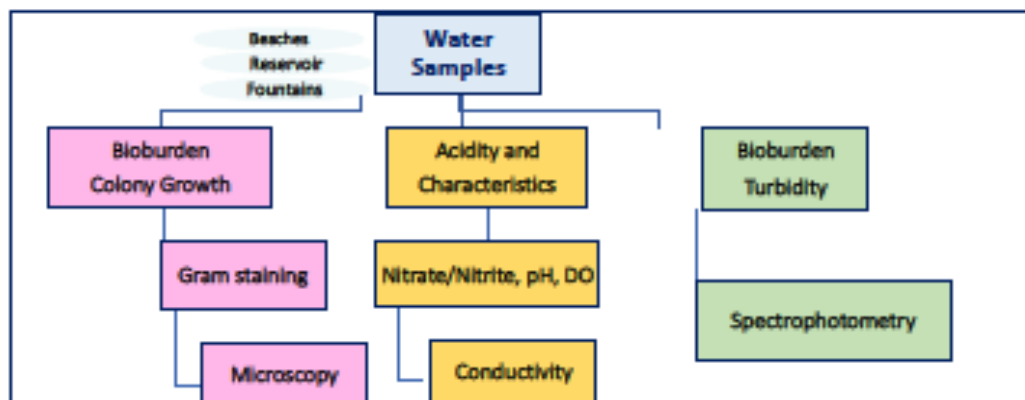 Beaches
Reservoir
Fountains
Water
Samples
Bioburden
Colony Growth
Acidity and
Characteristics
Bioburden
Turbidity
Gram staining
Nitrate/Nitrite, pH, DO
Spectrophotometry
Microscopy
Conductivity